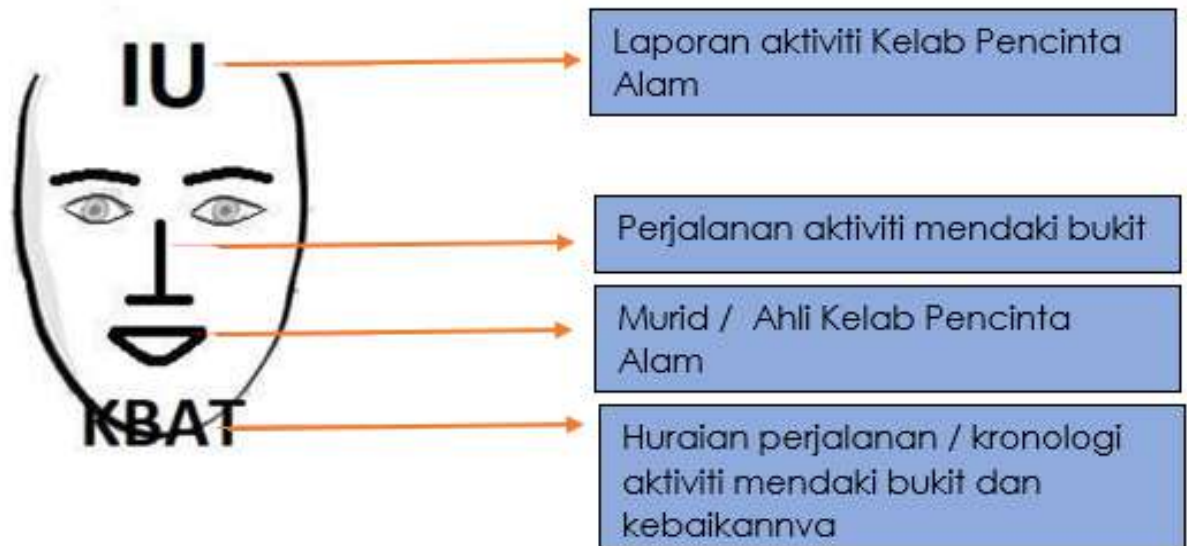 IU
Laporan aktiviti Kelab Pencinta
Alam
Perjalanan aktiviti mendaki bukit
Murid / Ahli Kelab Pencinta
Alam
KBAT
Huraian perjalanan / kronologi
aktiviti mendaki bukit dan
kebaikannya